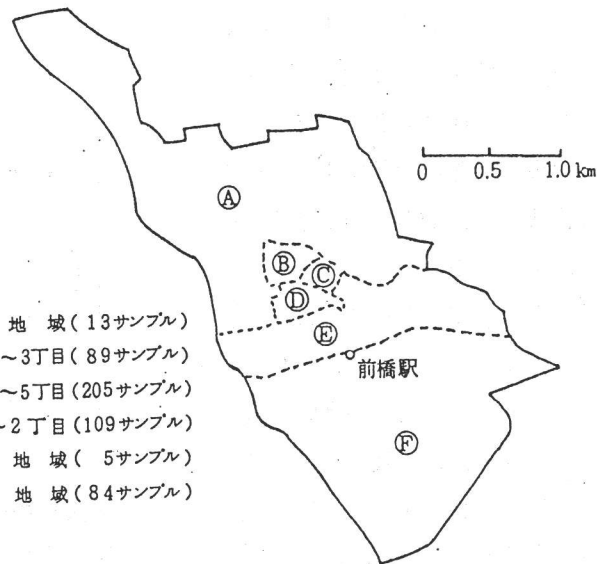 Ⓐ
0 0.5 1.0 km
Ⓑ
Ⓒ
Ⓓ
Ⓔ
前橋駅
Ⓕ
地 域(13サンプル)
~3丁目(89サンプル)
~5丁目(205サンプル)
~2丁目(109サンプル)
地 域( 5サンプル)
地 域(84サンプル)